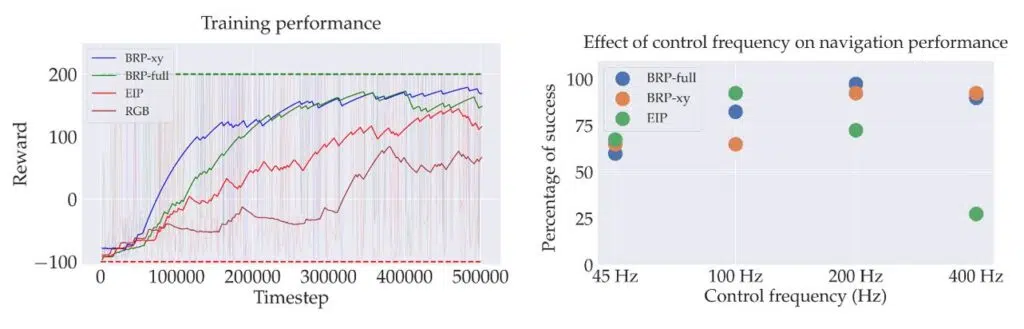 Training performance
BRP-xy
BRP-full
EIP
RGB
200
100
0
−100
Reward
0
100000
200000
300000
400000
500000
Timestep
Effect of control frequency on navigation performance
BRP-full
BRP-xy
EIP
100
75
50
25
0
Percentage of success
45 Hz
100 Hz
200 Hz
400 Hz
Control frequency (Hz)